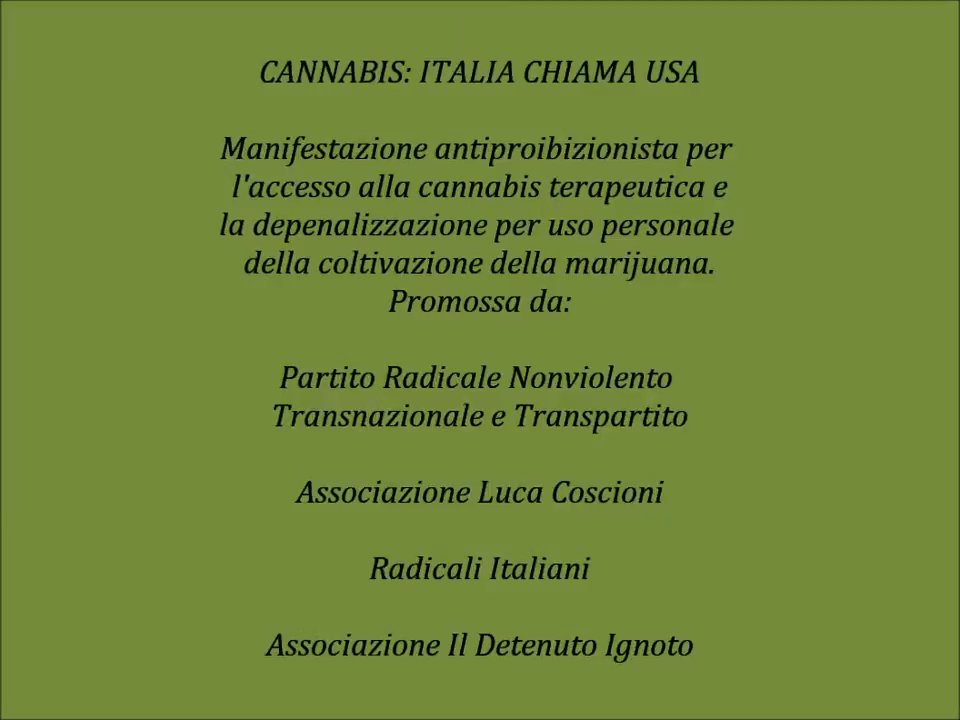 CANNABIS: ITALIA CHIAMA USA
Manifestazione antiproibizionista per
l'accesso alla cannabis terapeutica e
la depenalizzazione per uso personale
della coltivazione della marijuana.
Promossa da:
Partito Radicale Nonviolento
Transnazionale e Transpartito
Associazione Luca Coscioni
Radicali Italiani
Associazione Il Detenuto Ignoto